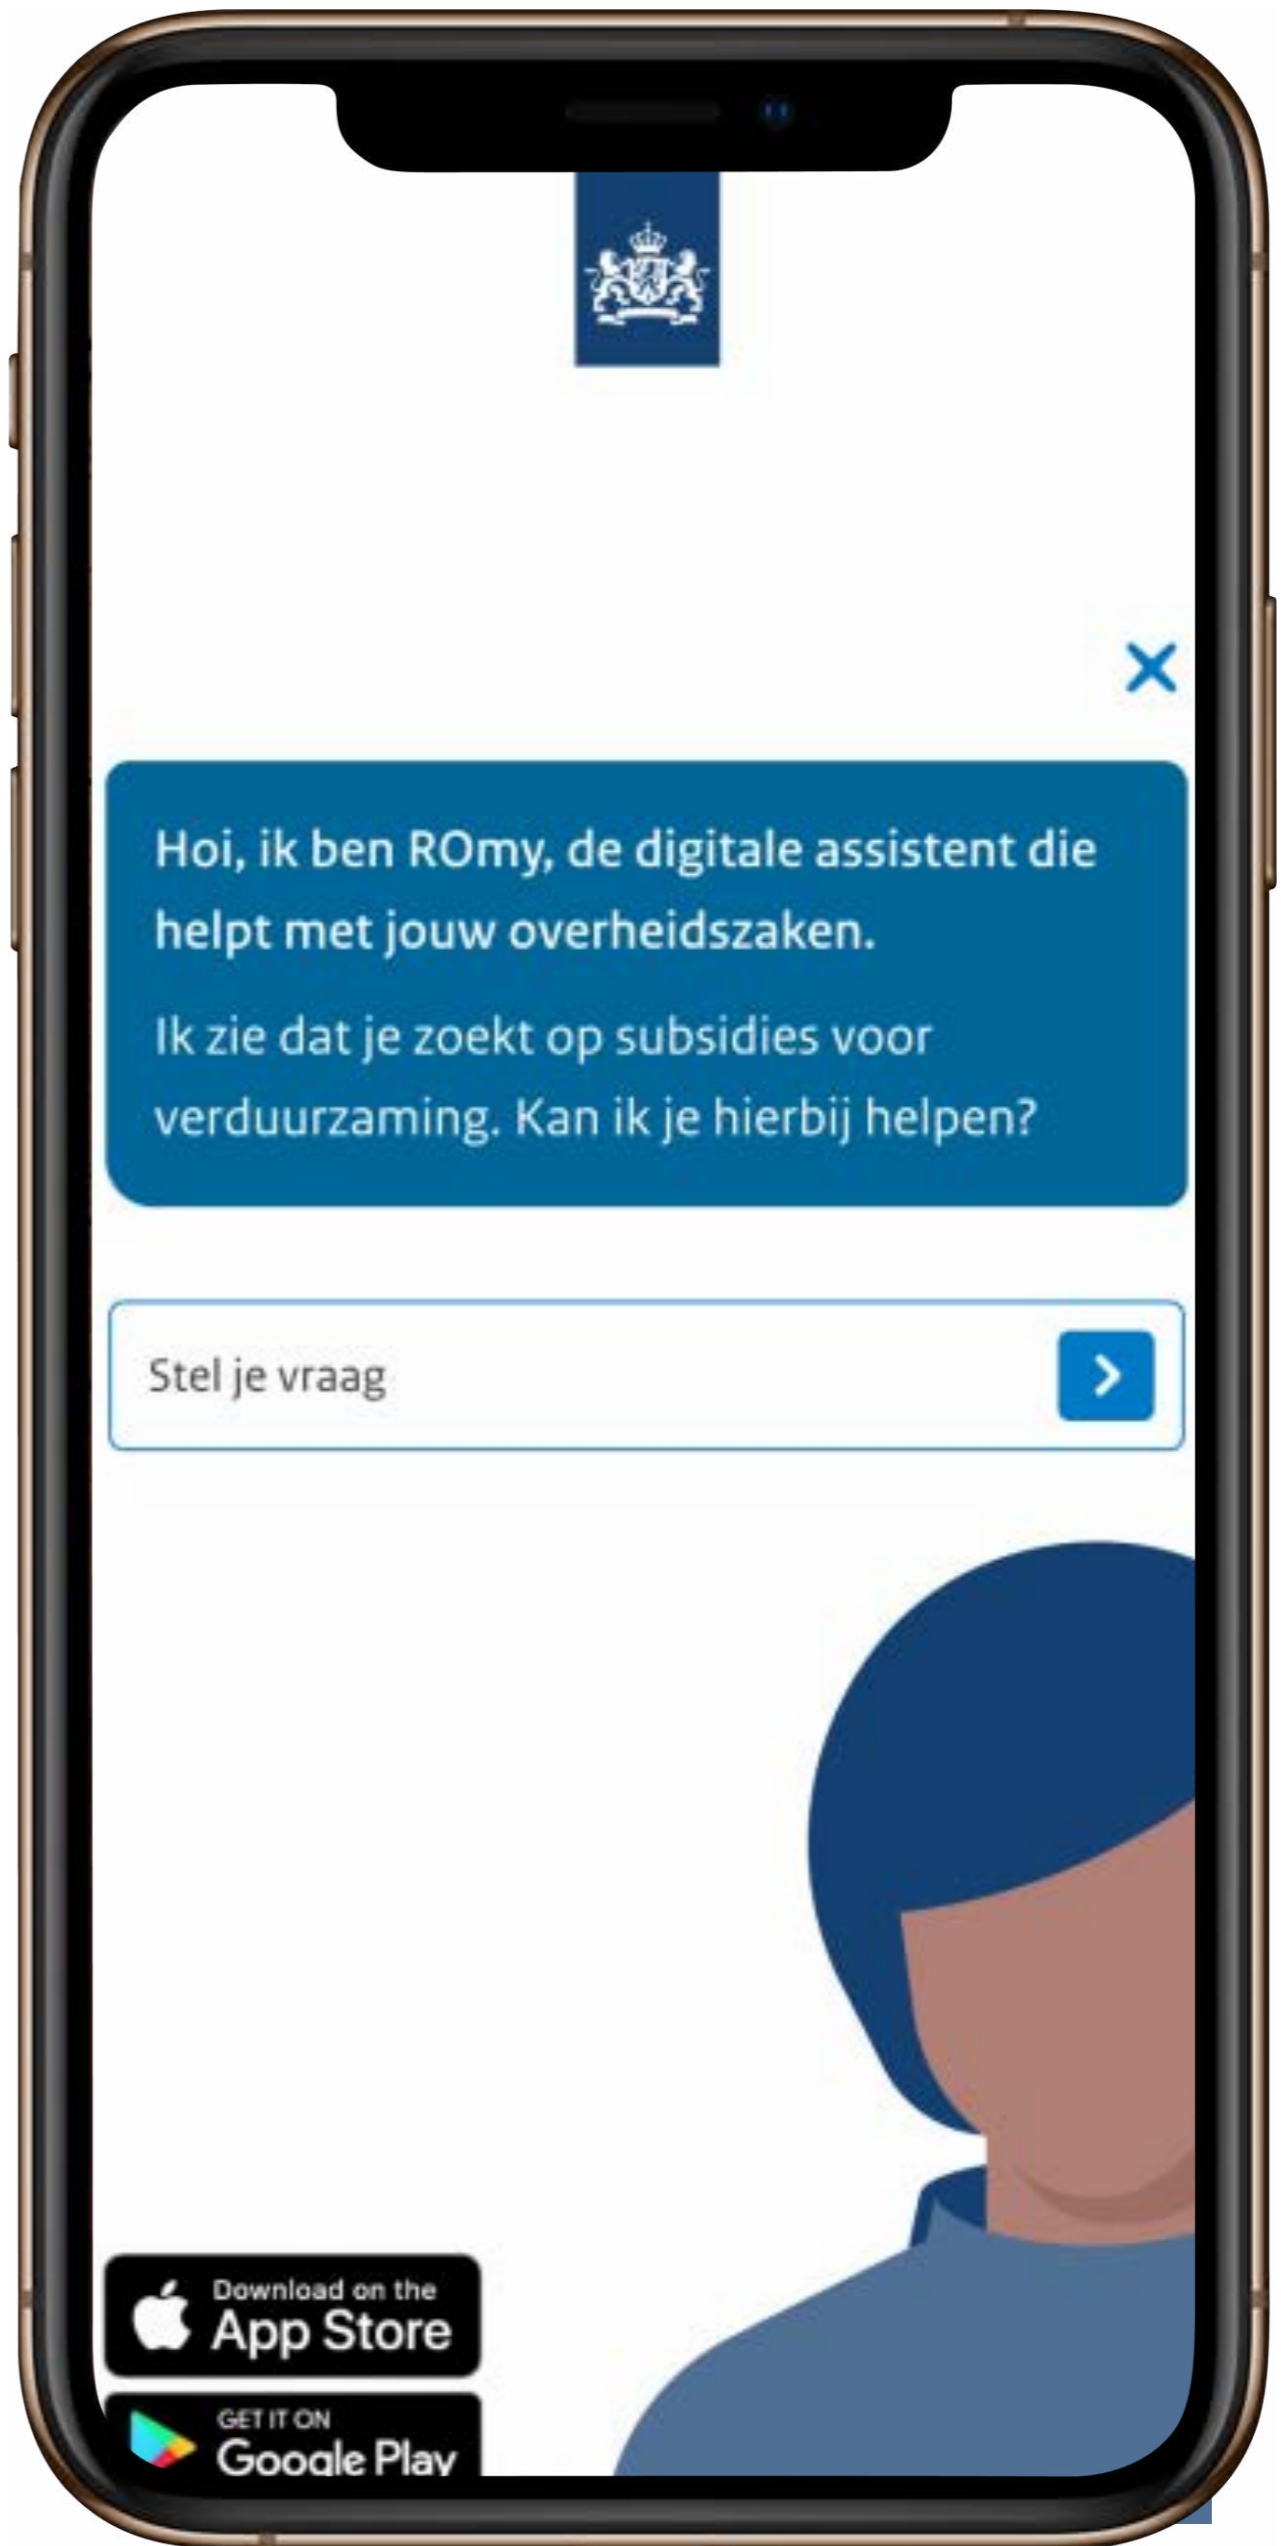 Hoi, ik ben ROmy, de digitale assistent die
helpt met jouw overheidszaken.
Ik zie dat je zoekt op subsidies voor
verduurzaming. Kan ik je hierbij helpen?
Stel je vraag
Download on the
App Store
GET IT ON
Google Play